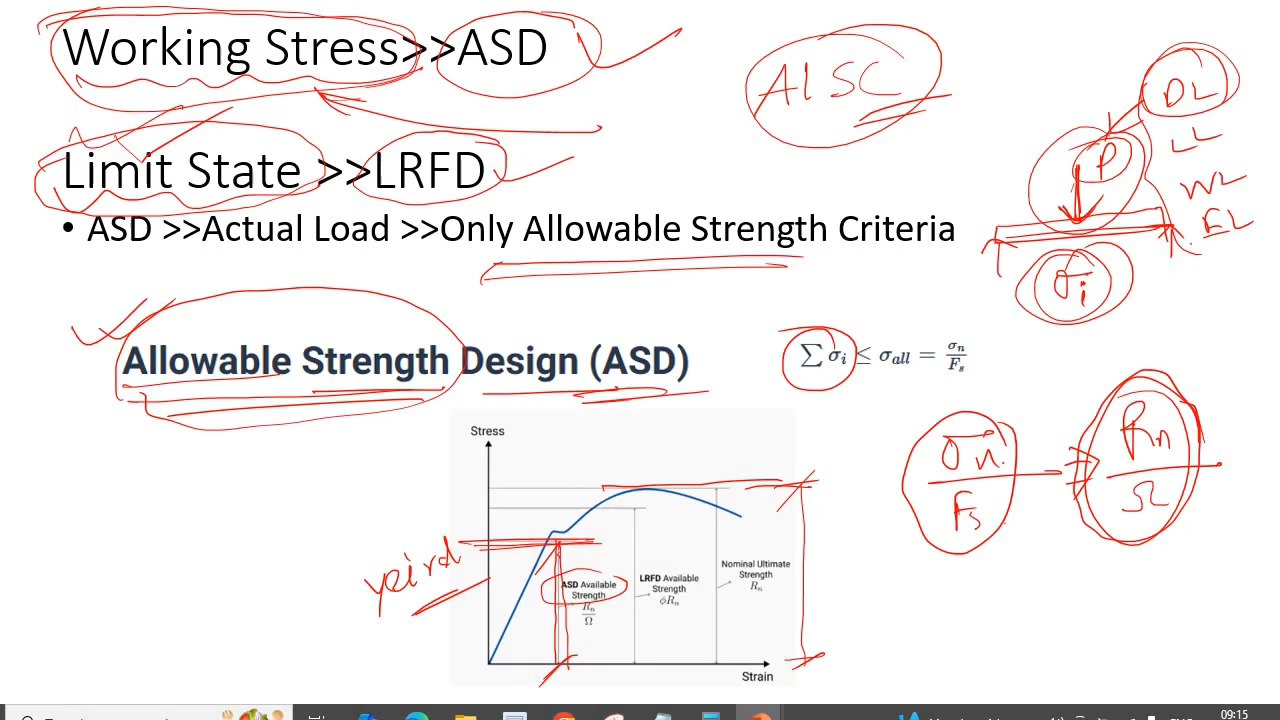 Working Stress>>ASD
AISC
DL
LL
WL
EL
P
Limit State >>LRFD
• ASD >>Actual Load >>Only Allowable Strength Criteria
σi
Allowable Strength Design (ASD)
∑ σi ≤ σall = σn/Fs
σn/Fs = Rn/Ω
Stress
yeird
ASD Available
Strength
Rn/Ω
LRFD Available
Strength
ϕRn
Nominal Ultimate
Strength
Rn
Strain
09:15